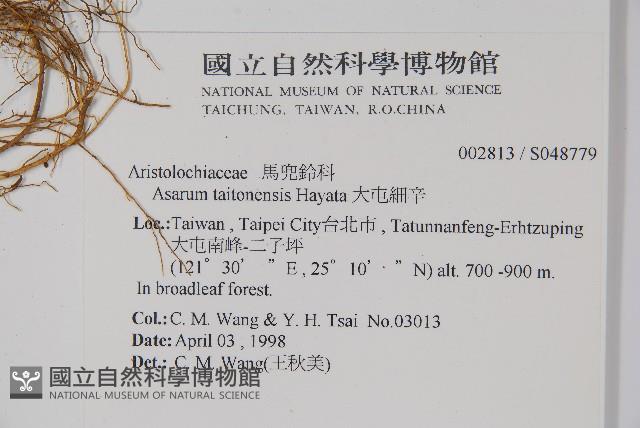 國立自然科學博物館
NATIONAL MUSEUM OF NATURAL SCIENCE
TAICHUNG, TAIWAN, R.O.CHINA
002813 / S048779
Aristolochiaceae 馬兜鈴科
Asarum taitonensis Hayata 大屯細辛
Loc.:Taiwan , Taipei City台北市 , Tatunnanfeng-Erhtzuping
大屯南峰-二子坪
(121° 30’ ” E , 25° 10’ ” N) alt. 700 -900 m.
In broadleaf forest.
Col.: C. M. Wang & Y. H. Tsai No.03013
Date: April 03 , 1998
Det.: C. M. Wang(王秋美)
國立自然科學博物館
NATIONAL MUSEUM OF NATURAL SCIENCE